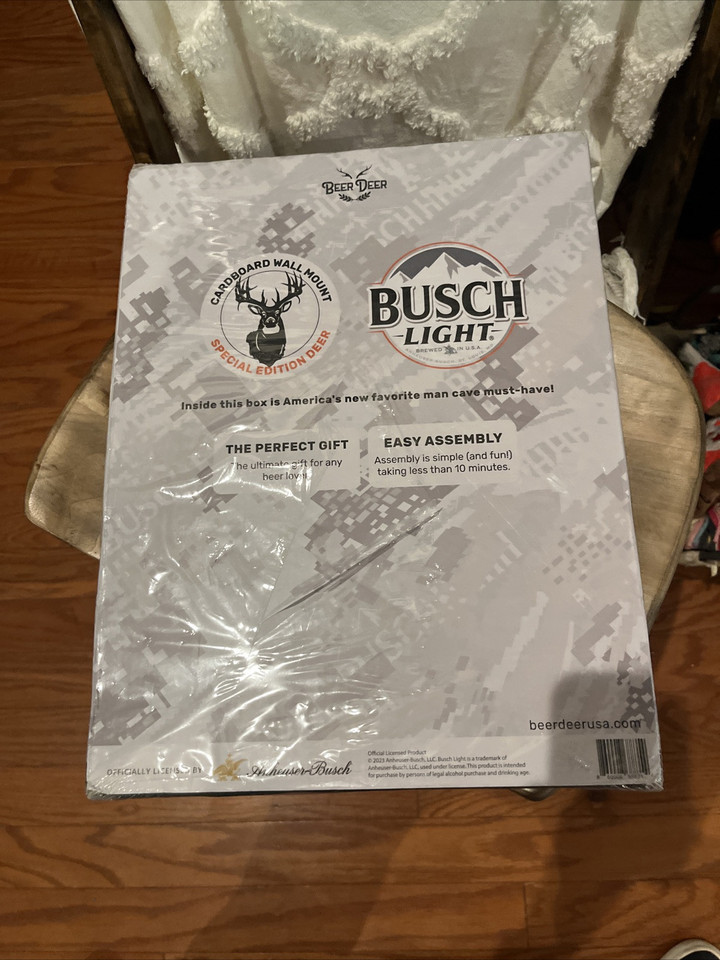 BEER DEER
CARDBOARD WALL MOUNT
SPECIAL EDITION DEER
BUSCH
LIGHT
BREWED IN U.S.A.
Inside this box is America's new favorite man cave must-have!
THE PERFECT GIFT
The ultimate gift for any
beer lover.
EASY ASSEMBLY
Assembly is simple (and fun!)
taking less than 10 minutes.
BUSCH
beerdeerusa.com
OFFICIALLY LICENSED BY
Anheuser-Busch
Official Licensed Product
© 2023 Anheuser-Busch, LLC. Busch Light is a trademark of
Anheuser-Busch, LLC, used under license. This product is intended
for purchase by persons of legal alcohol purchase and drinking age.